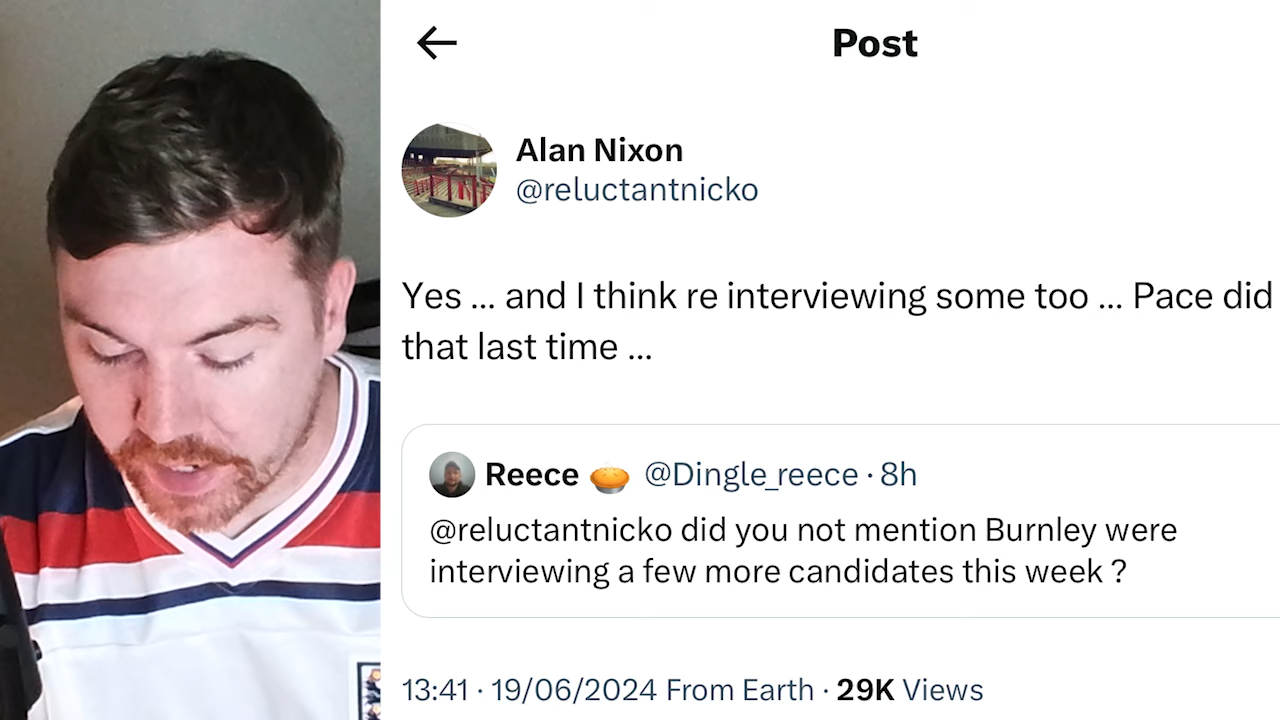 Post
Alan Nixon
@reluctantnicko
Yes ... and I think re interviewing some too ... Pace did
that last time ...
Reece @Dingle_reece · 8h
@reluctantnicko did you not mention Burnley were
interviewing a few more candidates this week ?
13:41 · 19/06/2024 From Earth · 29K Views